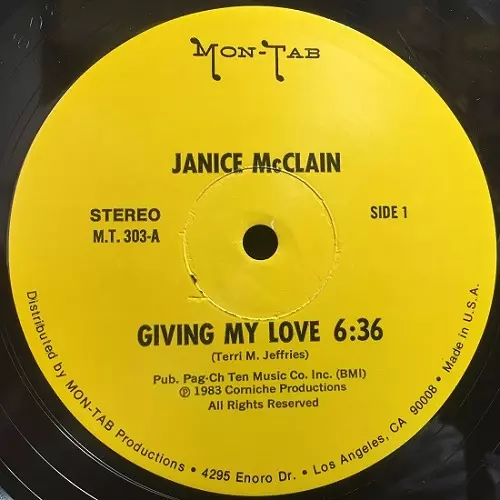 MON-TAB
JANICE McCLAIN
STEREO
M.T. 303-A
SIDE 1
GIVING MY LOVE 6:36
(Terri M. Jeffries)
Pub. Pag-Ch Ten Music Co. Inc. (BMI)
℗ 1983 Corniche Productions
All Rights Reserved
Distributed by MON-TAB Productions • 4295 Enoro Dr. • Los Angeles, CA 90008 • Made in U.S.A.